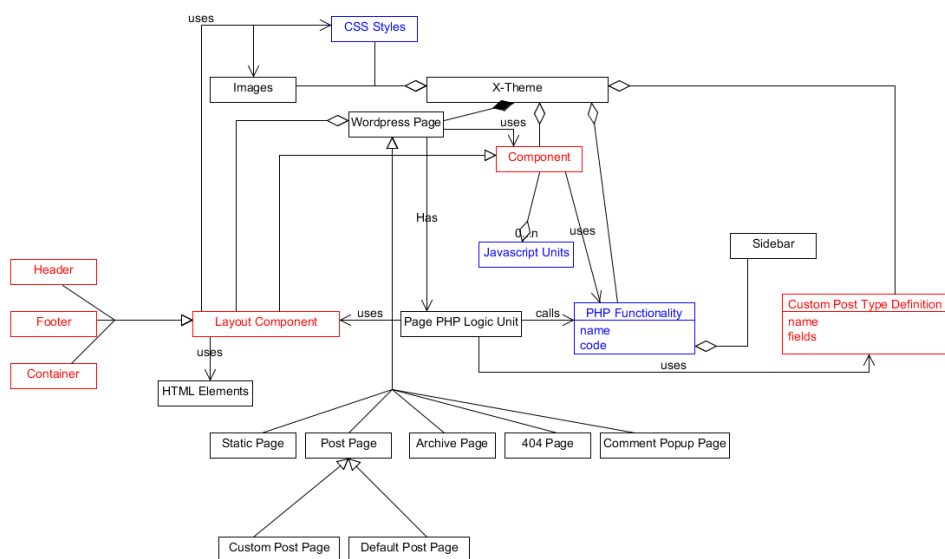 uses
CSS Styles
Images
X-Theme
Wordpress Page
uses
Component
Has
uses
Javascript Units
Sidebar
Header
Footer
Container
Layout Component
uses
Page PHP Logic Unit
calls
PHP Functionality
name
code
Custom Post Type Definition
name
fields
uses
HTML Elements
uses
Static Page
Post Page
Archive Page
404 Page
Comment Popup Page
Custom Post Page
Default Post Page